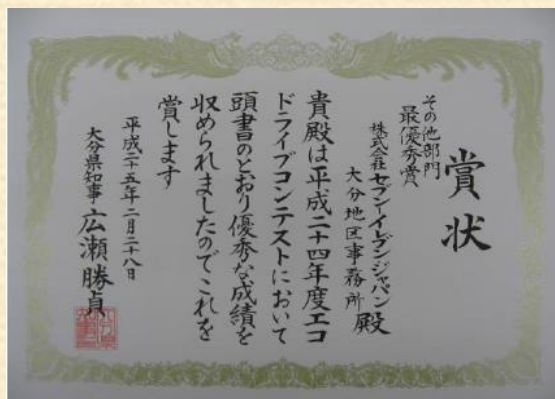 賞状
その他部門
最優秀賞
株式会社セブン-イレブン・ジャパン
大分地区事務所 殿
貴殿は平成二十四年度エコ
ドライブコンテストにおいて
頭書のとおり優秀な成績を
収められましたのでこれを
賞します
平成二十五年二月二十八日
大分県知事 広瀬勝貞